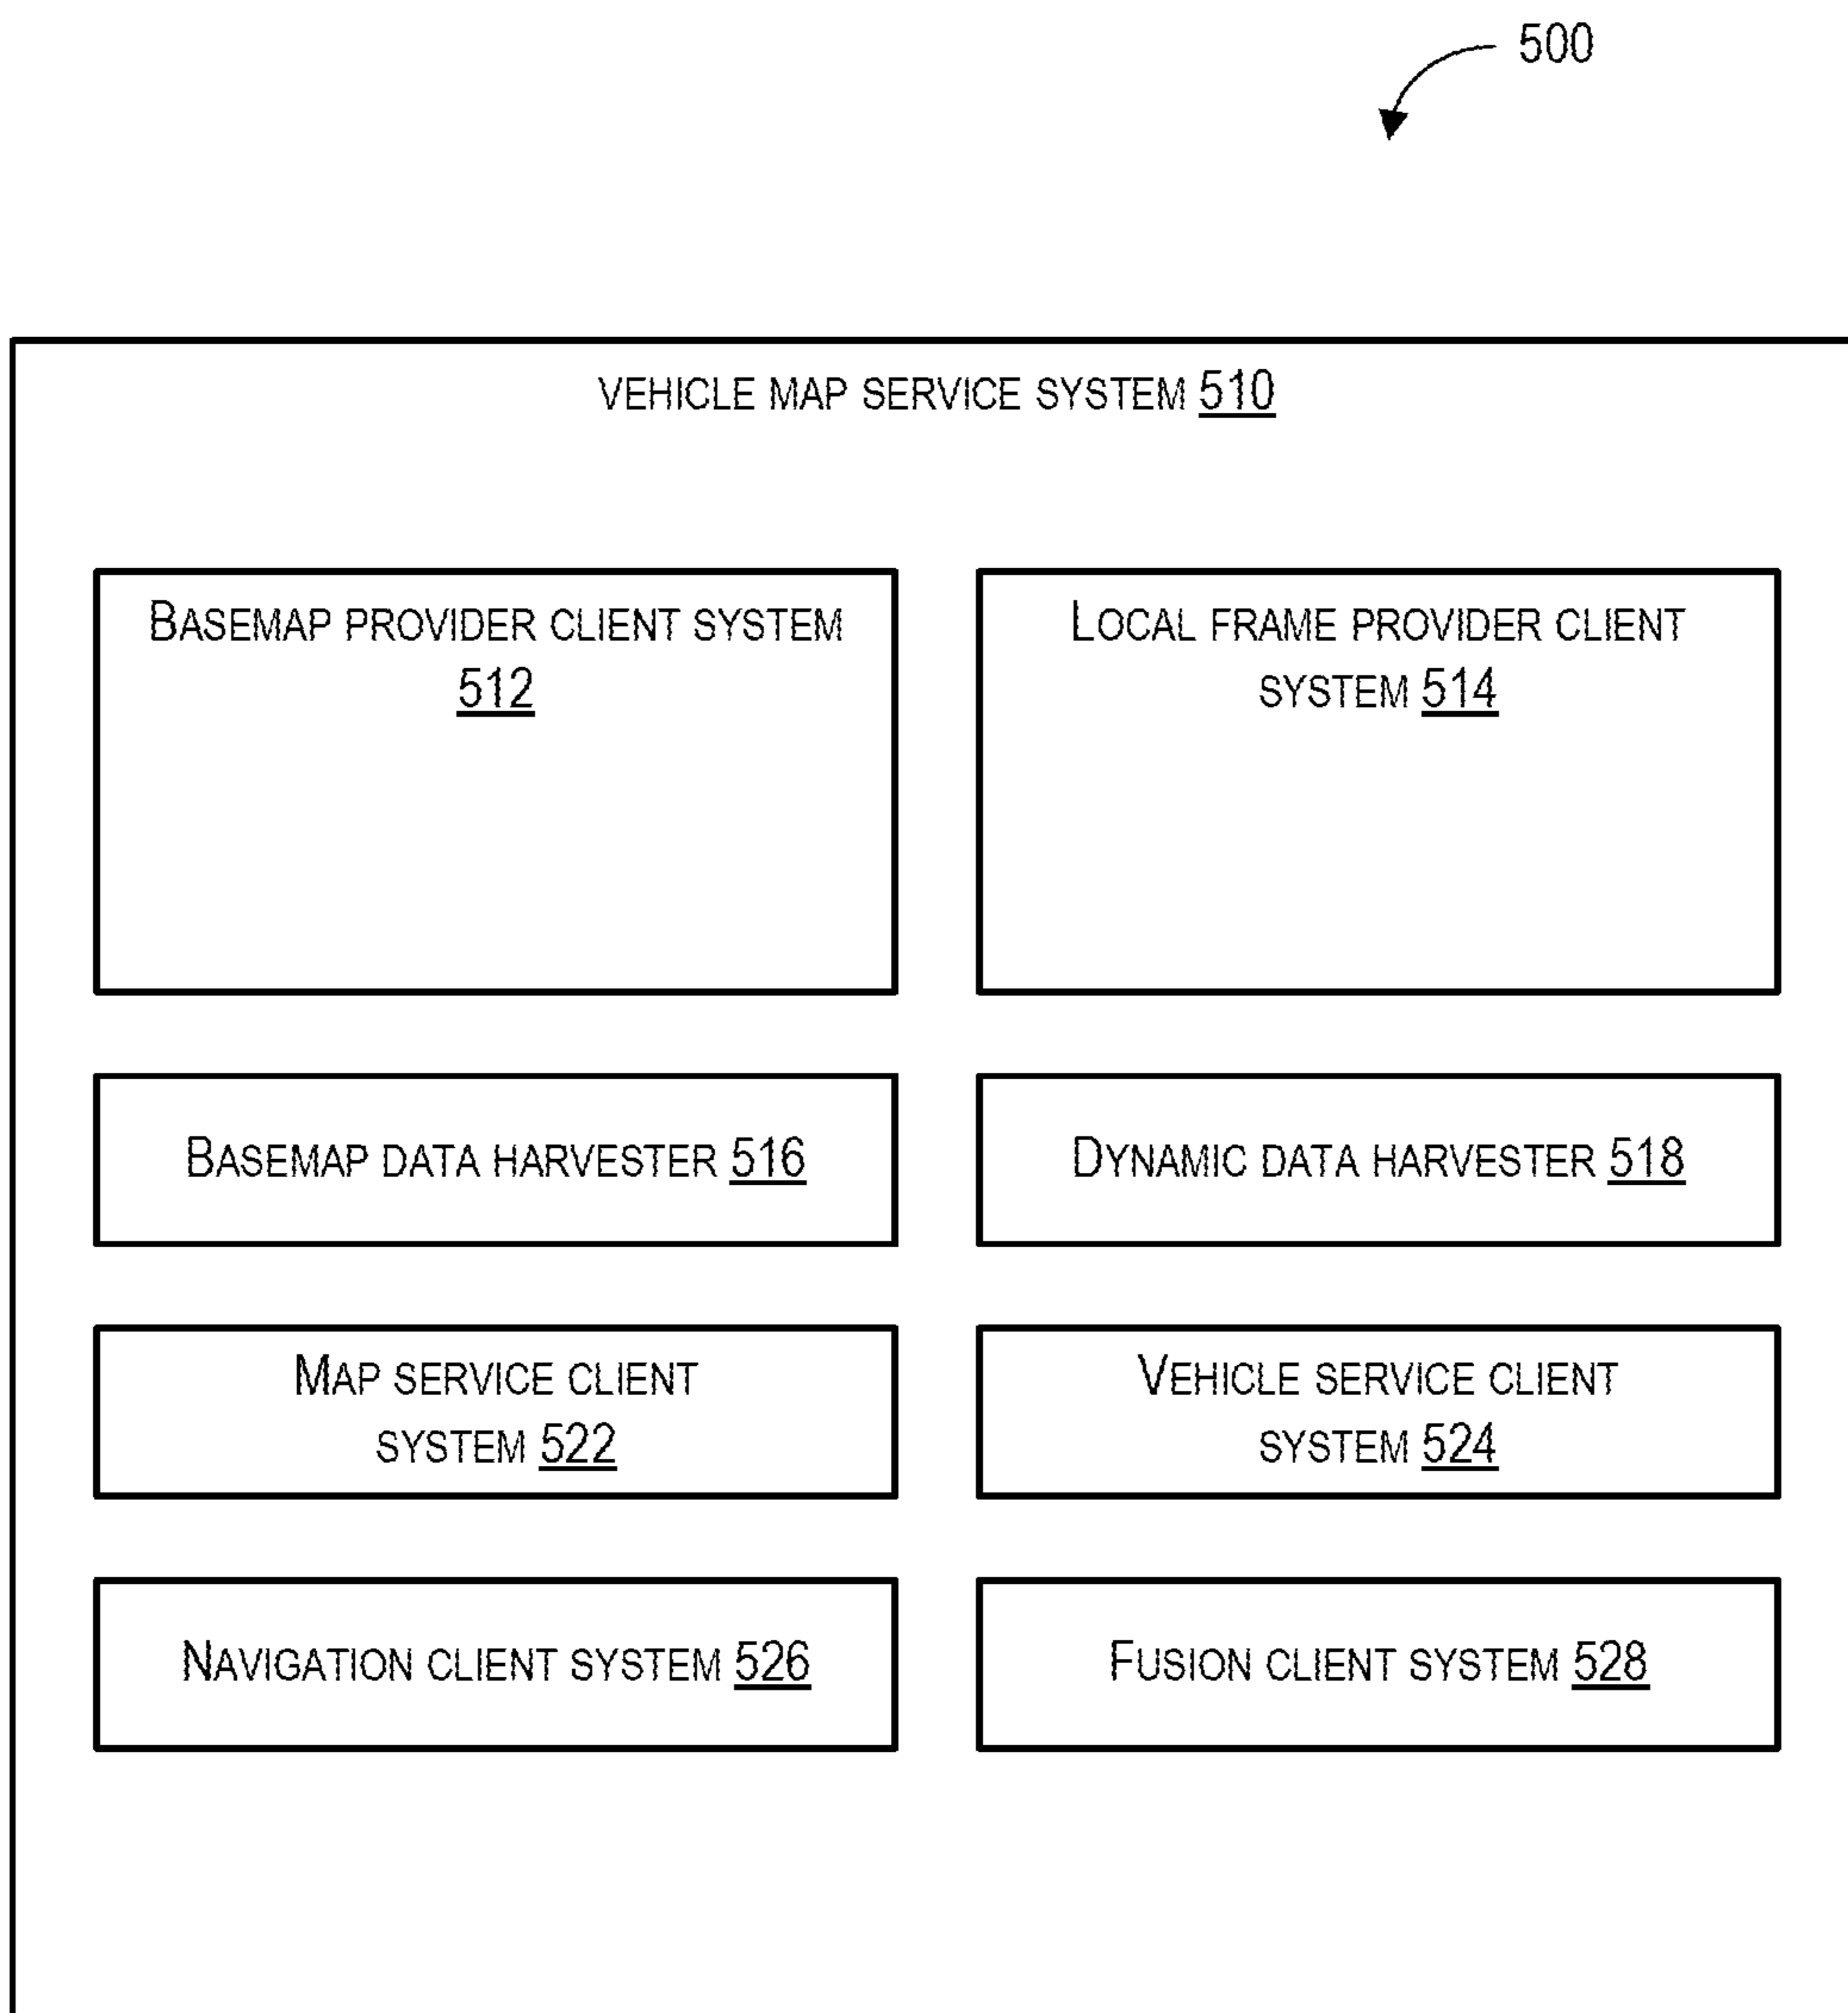 500
VEHICLE MAP SERVICE SYSTEM 510
BASEMAP PROVIDER CLIENT SYSTEM
512
LOCAL FRAME PROVIDER CLIENT
SYSTEM 514
BASEMAP DATA HARVESTER 516
DYNAMIC DATA HARVESTER 518
MAP SERVICE CLIENT
SYSTEM 522
VEHICLE SERVICE CLIENT
SYSTEM 524
NAVIGATION CLIENT SYSTEM 526
FUSION CLIENT SYSTEM 528